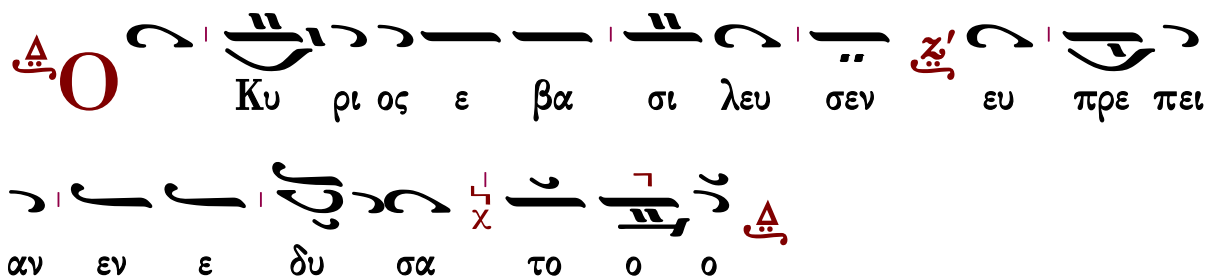 Ο Κυ ρι ος ε βα σι λευ σεν ευ πρε πει
αν εν ε δυ σα το ο ο